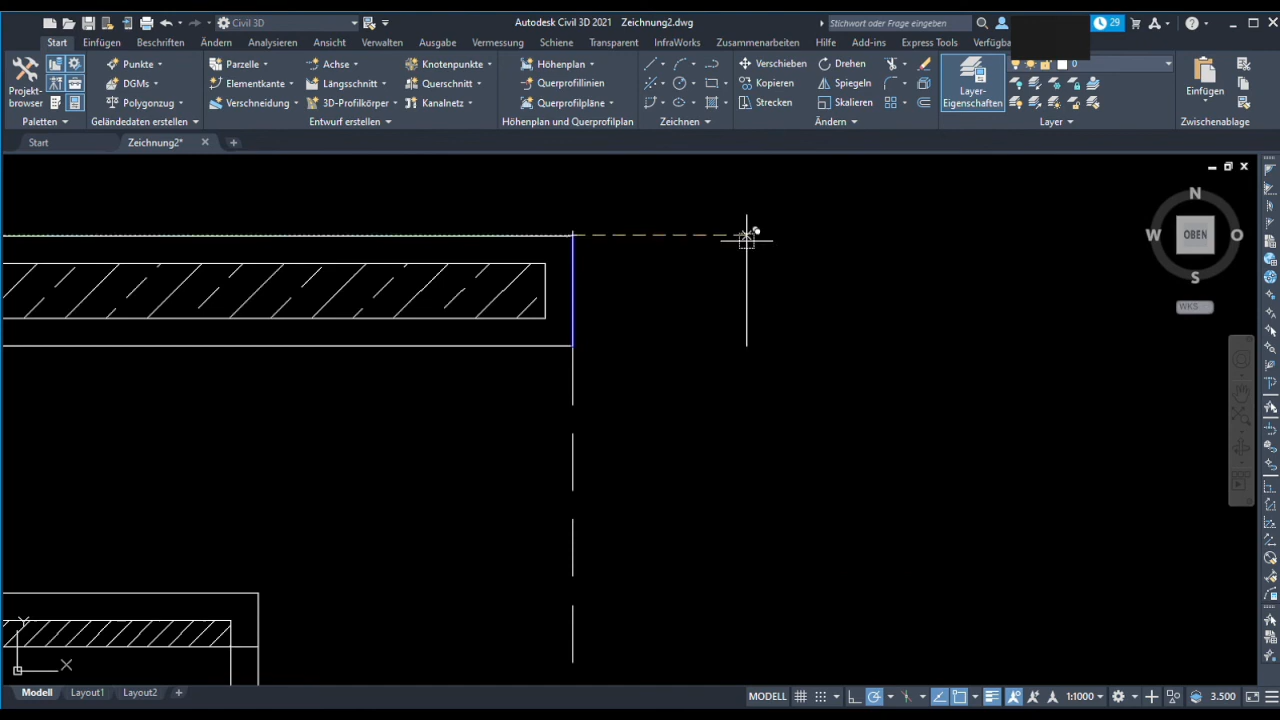 Civil 3D
Autodesk Civil 3D 2021 Zeichnung2.dwg
Stichwort oder Frage eingeben
29
Start Einfügen Beschriften Ändern Analysieren Ansicht Verwalten Ausgabe Vermessung Schiene Transparent InfraWorks Zusammenarbeiten Hilfe Add-ins Express Tools Verfügba
Punkte Parzelle Achse Knotenpunkte Höhenplan Verschieben Drehen 0
DGMs Elementkante Längsschnitt Querschnitt Querprofillinien Kopieren Spiegeln
Projekt-
browser
Layer-
Eigenschaften
Einfügen
Polygonzug Verschneidung 3D-Profilkörper Kanalnetz Querprofilpläne Strecken Skalieren
Paletten Geländedaten erstellen Entwurf erstellen Höhenplan und Querprofilplan Zeichnen Ändern Layer Zwischenablage
Start Zeichnung2*
N
W OBEN O
S
WKS
Y
X
Modell Layout1 Layout2 MODELL 1:1000 3.500